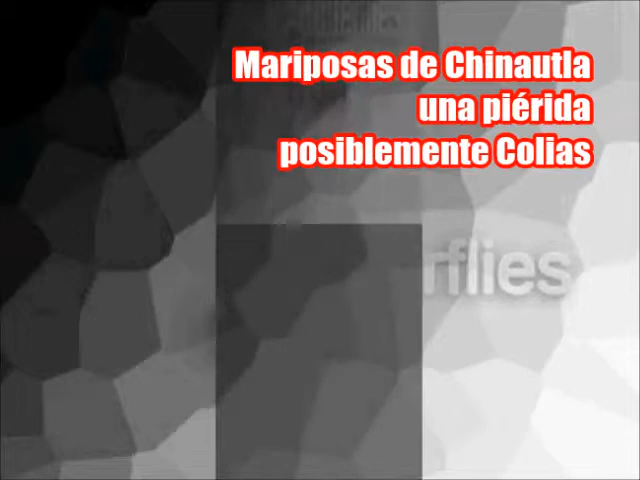 Mariposas de Chinautla
una piérida
posiblemente Colias
rflies